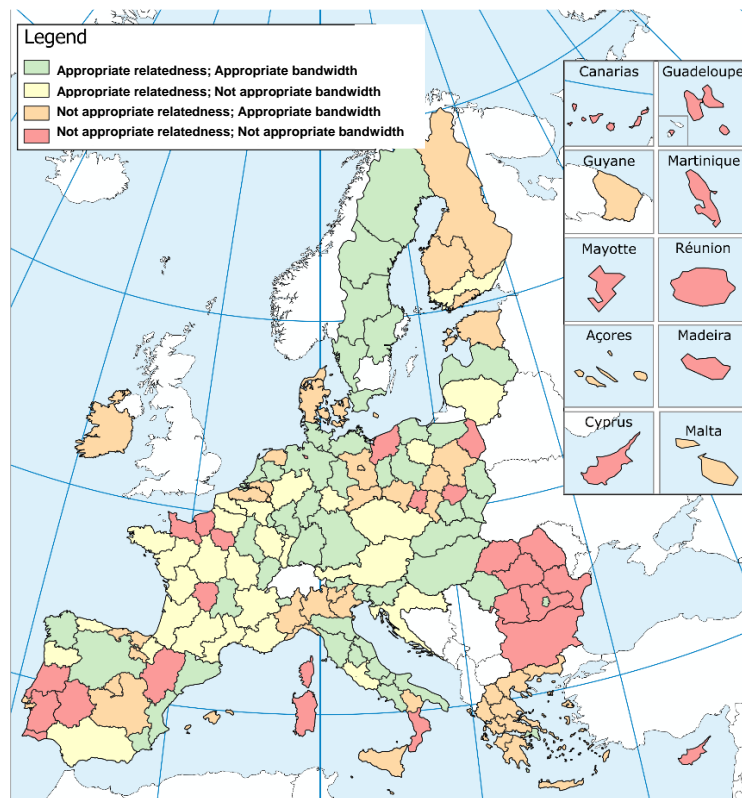 Legend
Appropriate relatedness; Appropriate bandwidth
Appropriate relatedness; Not appropriate bandwidth
Not appropriate relatedness; Appropriate bandwidth
Not appropriate relatedness; Not appropriate bandwidth
Canarias
Guadeloupe
Guyane
Martinique
Mayotte
Réunion
Açores
Madeira
Cyprus
Malta